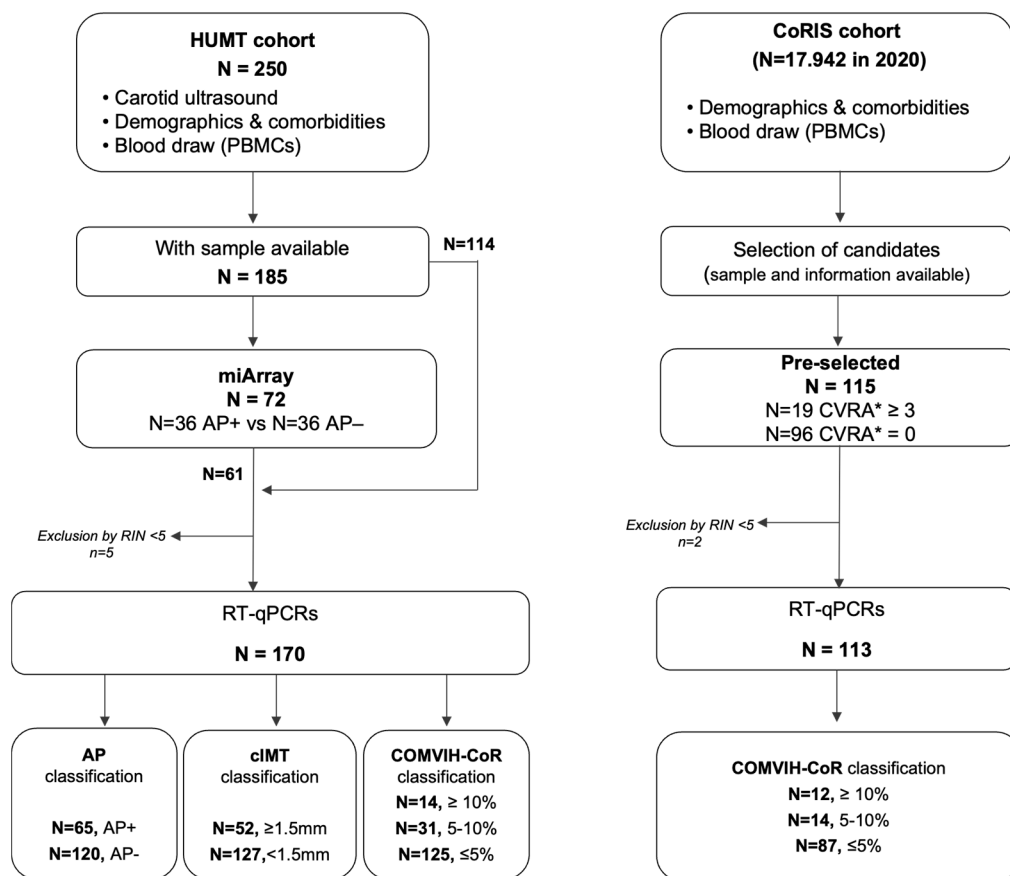 HUMT cohort
N = 250
• Carotid ultrasound
• Demographics & comorbidities
• Blood draw (PBMCs)
With sample available
N = 185
N=114
miArray
N = 72
N=36 AP+ vs N=36 AP–
N=61
Exclusion by RIN <5
n=5
RT-qPCRs
N = 170
AP
classification
N=65, AP+
N=120, AP-
cIMT
classification
N=52, ≥1.5mm
N=127,<1.5mm
COMVIH-CoR
classification
N=14, ≥ 10%
N=31, 5-10%
N=125, ≤5%
CoRIS cohort
(N=17.942 in 2020)
• Demographics & comorbidities
• Blood draw (PBMCs)
Selection of candidates
(sample and information available)
Pre-selected
N = 115
N=19 CVRA* ≥ 3
N=96 CVRA* = 0
Exclusion by RIN <5
n=2
RT-qPCRs
N = 113
COMVIH-CoR classification
N=12, ≥ 10%
N=14, 5-10%
N=87, ≤5%